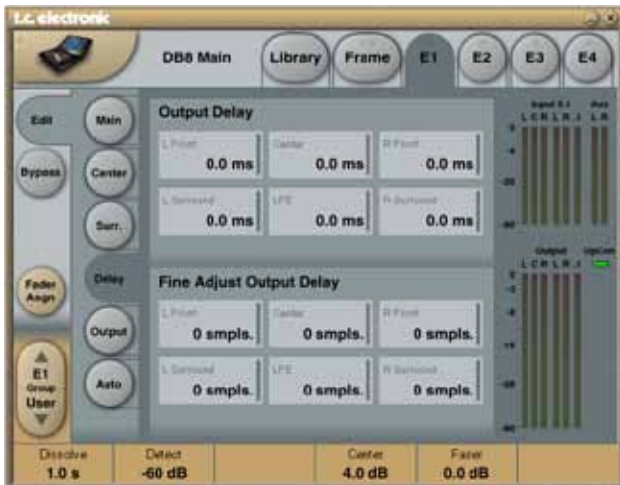 t.c. electronic
DB8 Main
Library
Frame
E1
E2
E3
E4
Edit
Bypass
Fader
Asgn
E1
Group
User
Main
Center
Surr.
Delay
Output
Auto
Output Delay
L Front
0.0 ms
Center
0.0 ms
R Front
0.0 ms
L Surround
0.0 ms
LFE
0.0 ms
R Surround
0.0 ms
Fine Adjust Output Delay
L Front
0 smpls.
Center
0 smpls.
R Front
0 smpls.
L Surround
0 smpls.
LFE
0 smpls.
R Surround
0 smpls.
Aux
L R
Output
UpCon
Dissolve
1.0 s
Detect
-60 dB
Center
4.0 dB
Fazer
0.0 dB